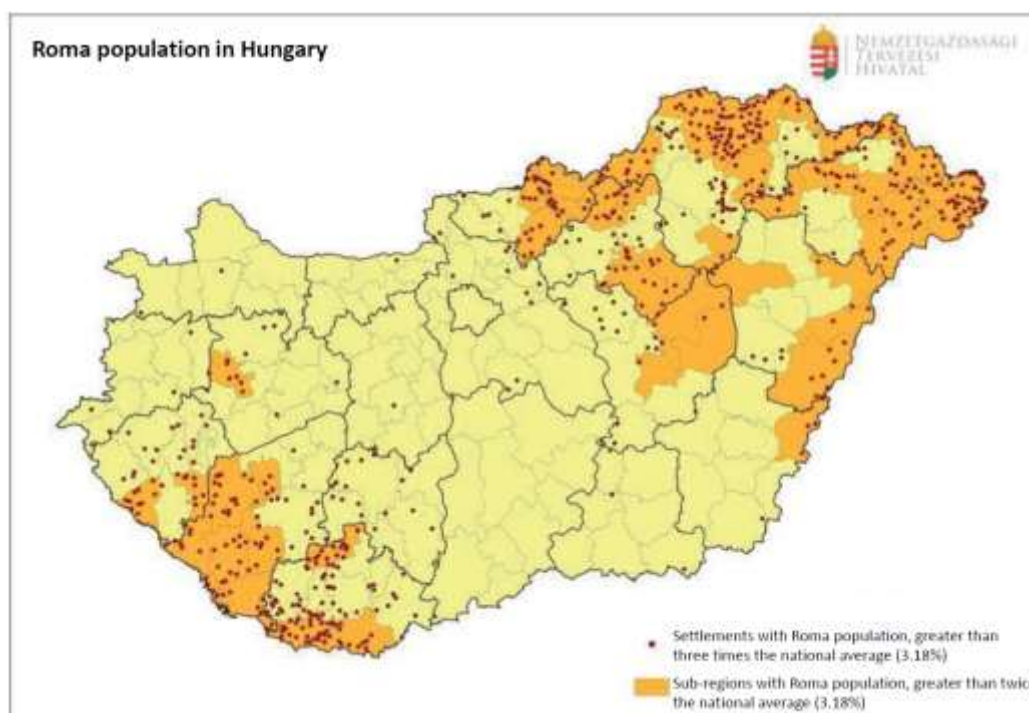 Roma population in Hungary
NEMZETGAZDASÁGI
TERVEZÉSI
HIVATAL
Settlements with Roma population, greater than
three times the national average (3.18%)
Sub-regions with Roma population, greater than twice
the national average (3.18%)